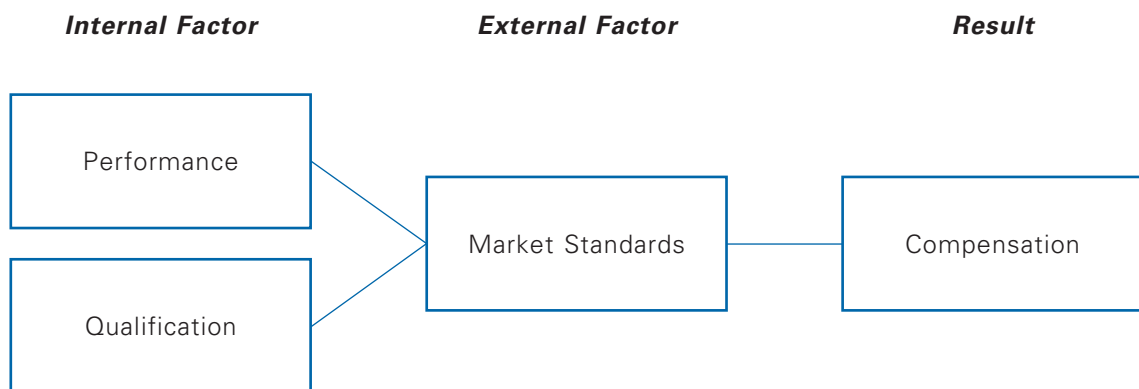 Internal Factor
External Factor
Result
Performance
Qualification
Market Standards
Compensation